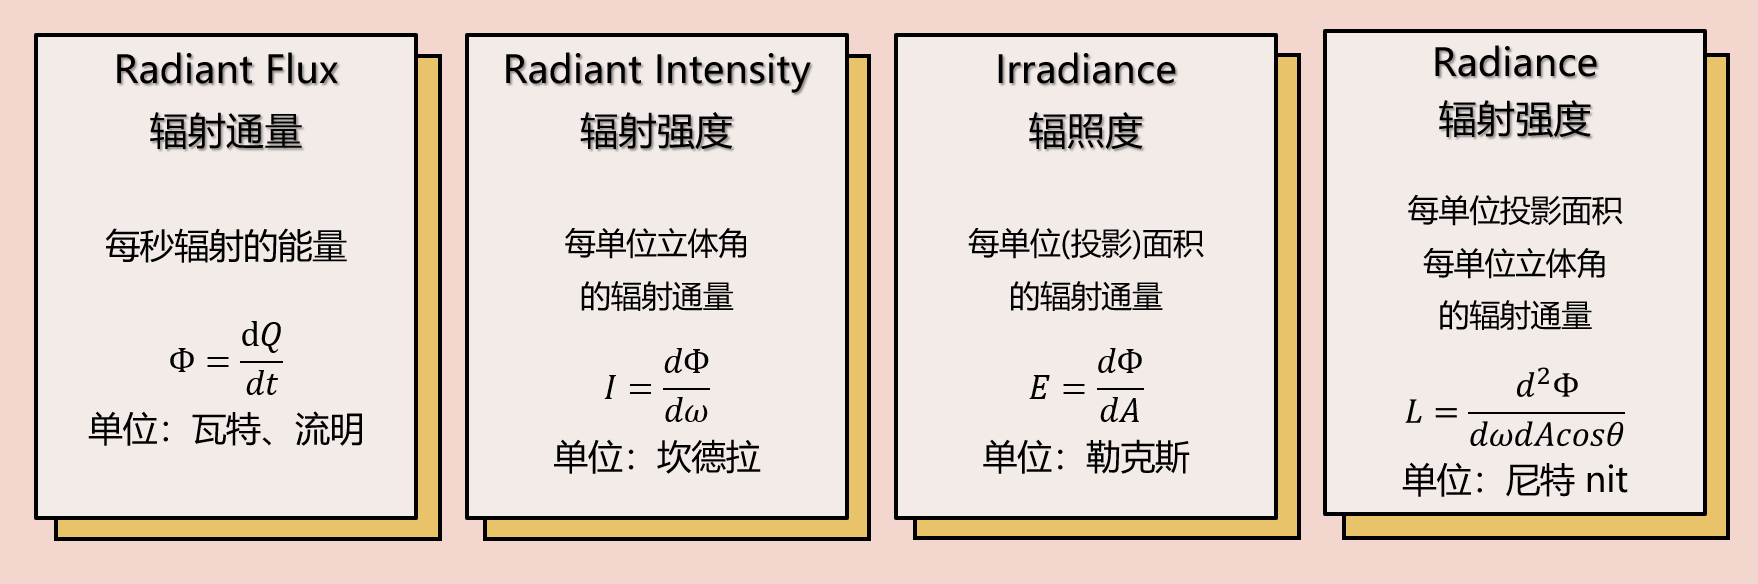 Radiant Flux
辐射通量
每秒辐射的能量
Φ = dQ/dt
单位：瓦特、流明
Radiant Intensity
辐射强度
每单位立体角
的辐射通量
I = dΦ/dω
单位：坎德拉
Irradiance
辐照度
每单位(投影)面积
的辐射通量
E = dΦ/dA
单位：勒克斯
Radiance
辐射强度
每单位投影面积
每单位立体角
的辐射通量
L = d²Φ/dωdAcosθ
单位：尼特 nit